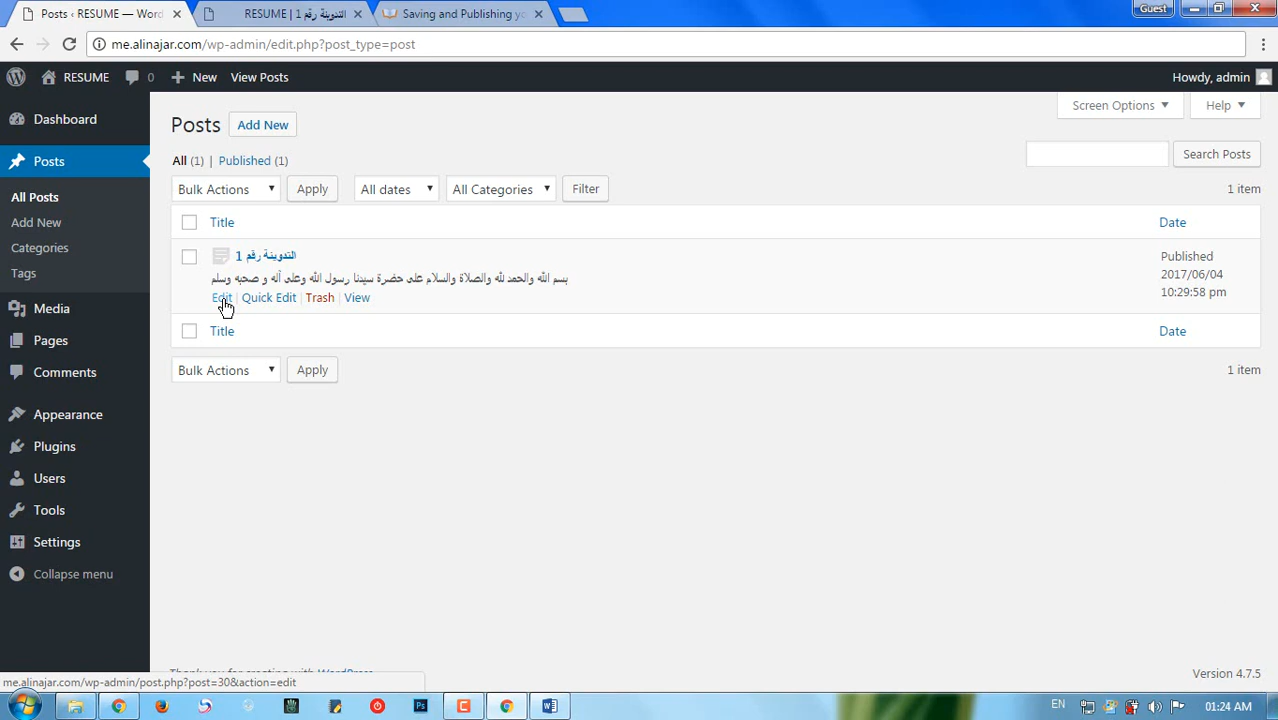 Posts ‹ RESUME — Word
RESUME | التدوينة رقم 1
Saving and Publishing yo
Guest
me.alinajar.com/wp-admin/edit.php?post_type=post
RESUME
0
New
View Posts
Howdy, admin
Screen Options
Help
Dashboard
Posts
All Posts
Add New
Categories
Tags
Media
Pages
Comments
Appearance
Plugins
Users
Tools
Settings
Collapse menu
Posts
Add New
All (1) | Published (1)
Search Posts
Bulk Actions
Apply
All dates
All Categories
Filter
1 item
Title
Date
التدوينة رقم 1
بسم الله والحمد لله والصلاة والسلام على حضرة سيدنا رسول الله وعلى آله و صحبه وسلم
Edit | Quick Edit | Trash | View
Published
2017/06/04
10:29:58 pm
Title
Date
Bulk Actions
Apply
1 item
Thank you for creating with WordPress
Version 4.7.5
me.alinajar.com/wp-admin/post.php?post=30&action=edit
EN
01:24 AM